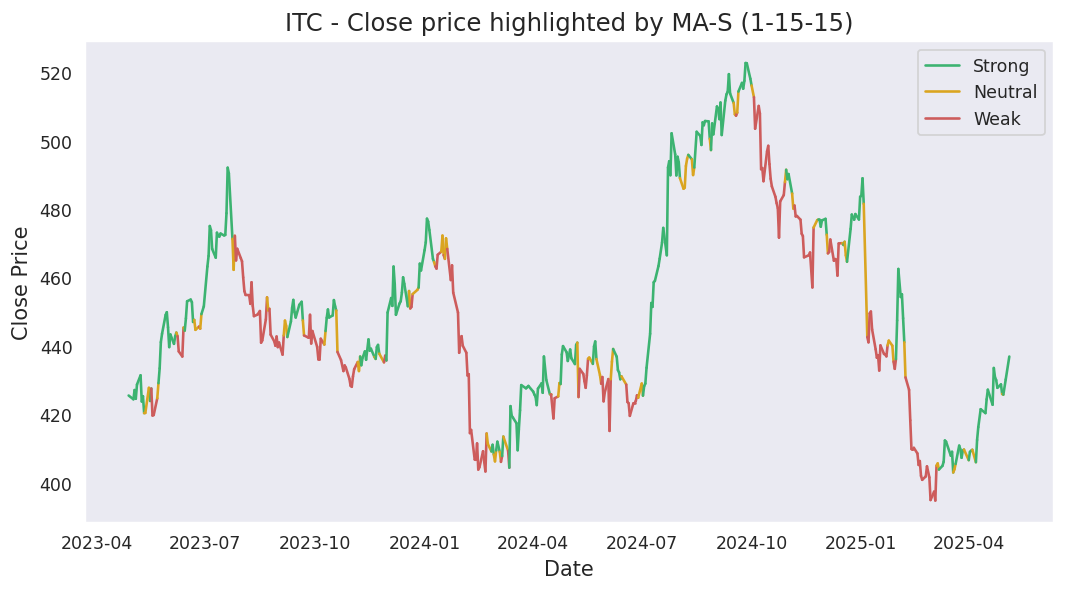 ITC - Close price highlighted by MA-S (1-15-15)
Strong
Neutral
Weak
Close Price
520
500
480
460
440
420
400
2023-04 2023-07 2023-10 2024-01 2024-04 2024-07 2024-10 2025-01 2025-04
Date